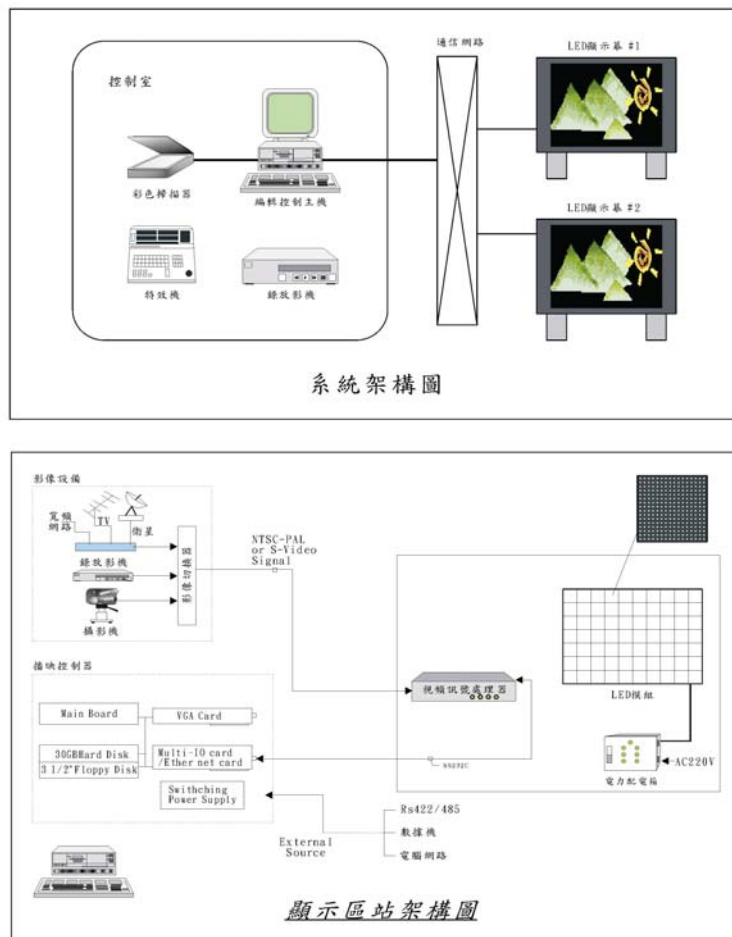 通信網路
LED顯示幕 #1
控制室
彩色掃描器
編輯控制主機
LED顯示幕 #2
特效機
錄放影機
系統架構圖
影像設備
寬頻
網路
TV
衛星
錄放影機
攝影機
影像切換器
NTSC-PAL
or S-Video
Signal
LED模組
視頻訊號處理器
RS232C
AC220V
電力配電箱
播映控制器
Main Board
VGA Card
30GBHard Disk
3 1/2"Floppy Disk
Multi-IO card
/Ether net card
Swithching
Power Supply
External
Source
Rs422/485
數據機
電腦網路
顯示區站架構圖